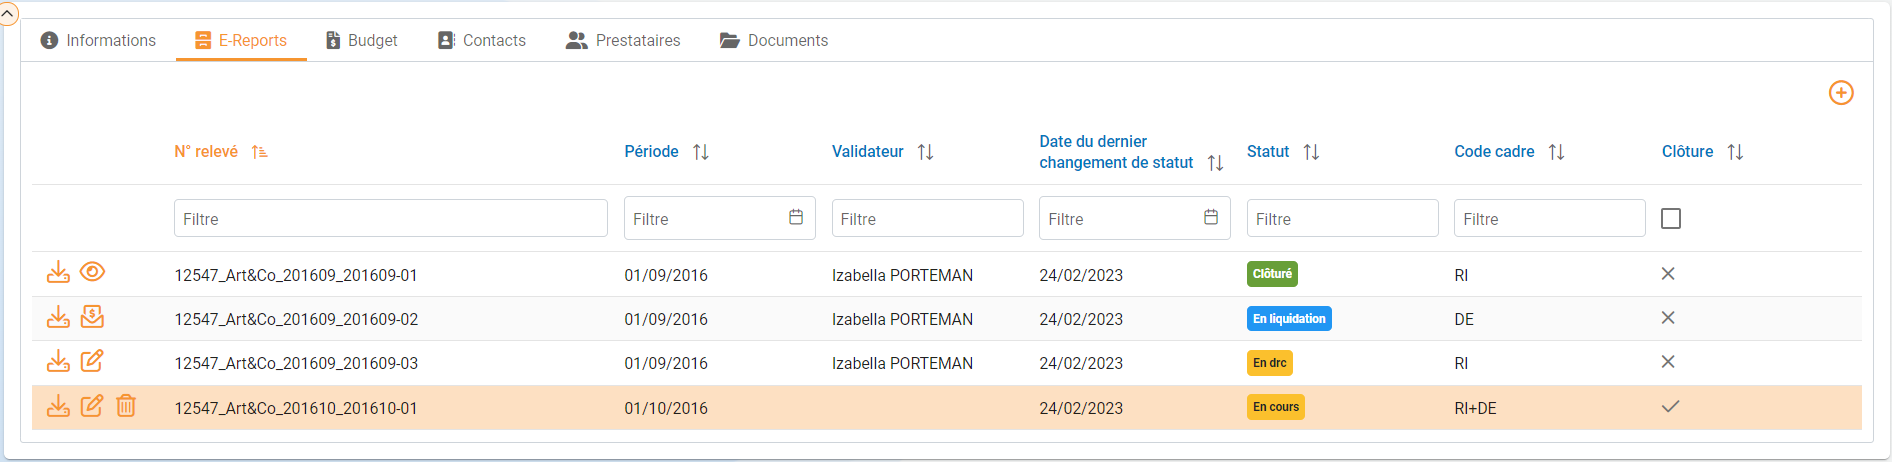 Informations E-Reports Budget Contacts Prestataires Documents
N° relevé Période Validateur Date du dernier changement de statut Statut Code cadre Clôture
Filtre Filtre Filtre Filtre Filtre Filtre
12547_Art&Co_201609_201609-01 01/09/2016 Izabella PORTEMAN 24/02/2023 Clôturé RI
12547_Art&Co_201609_201609-02 01/09/2016 Izabella PORTEMAN 24/02/2023 En liquidation DE
12547_Art&Co_201609_201609-03 01/09/2016 Izabella PORTEMAN 24/02/2023 En drc RI
12547_Art&Co_201610_201610-01 01/10/2016 24/02/2023 En cours RI+DE